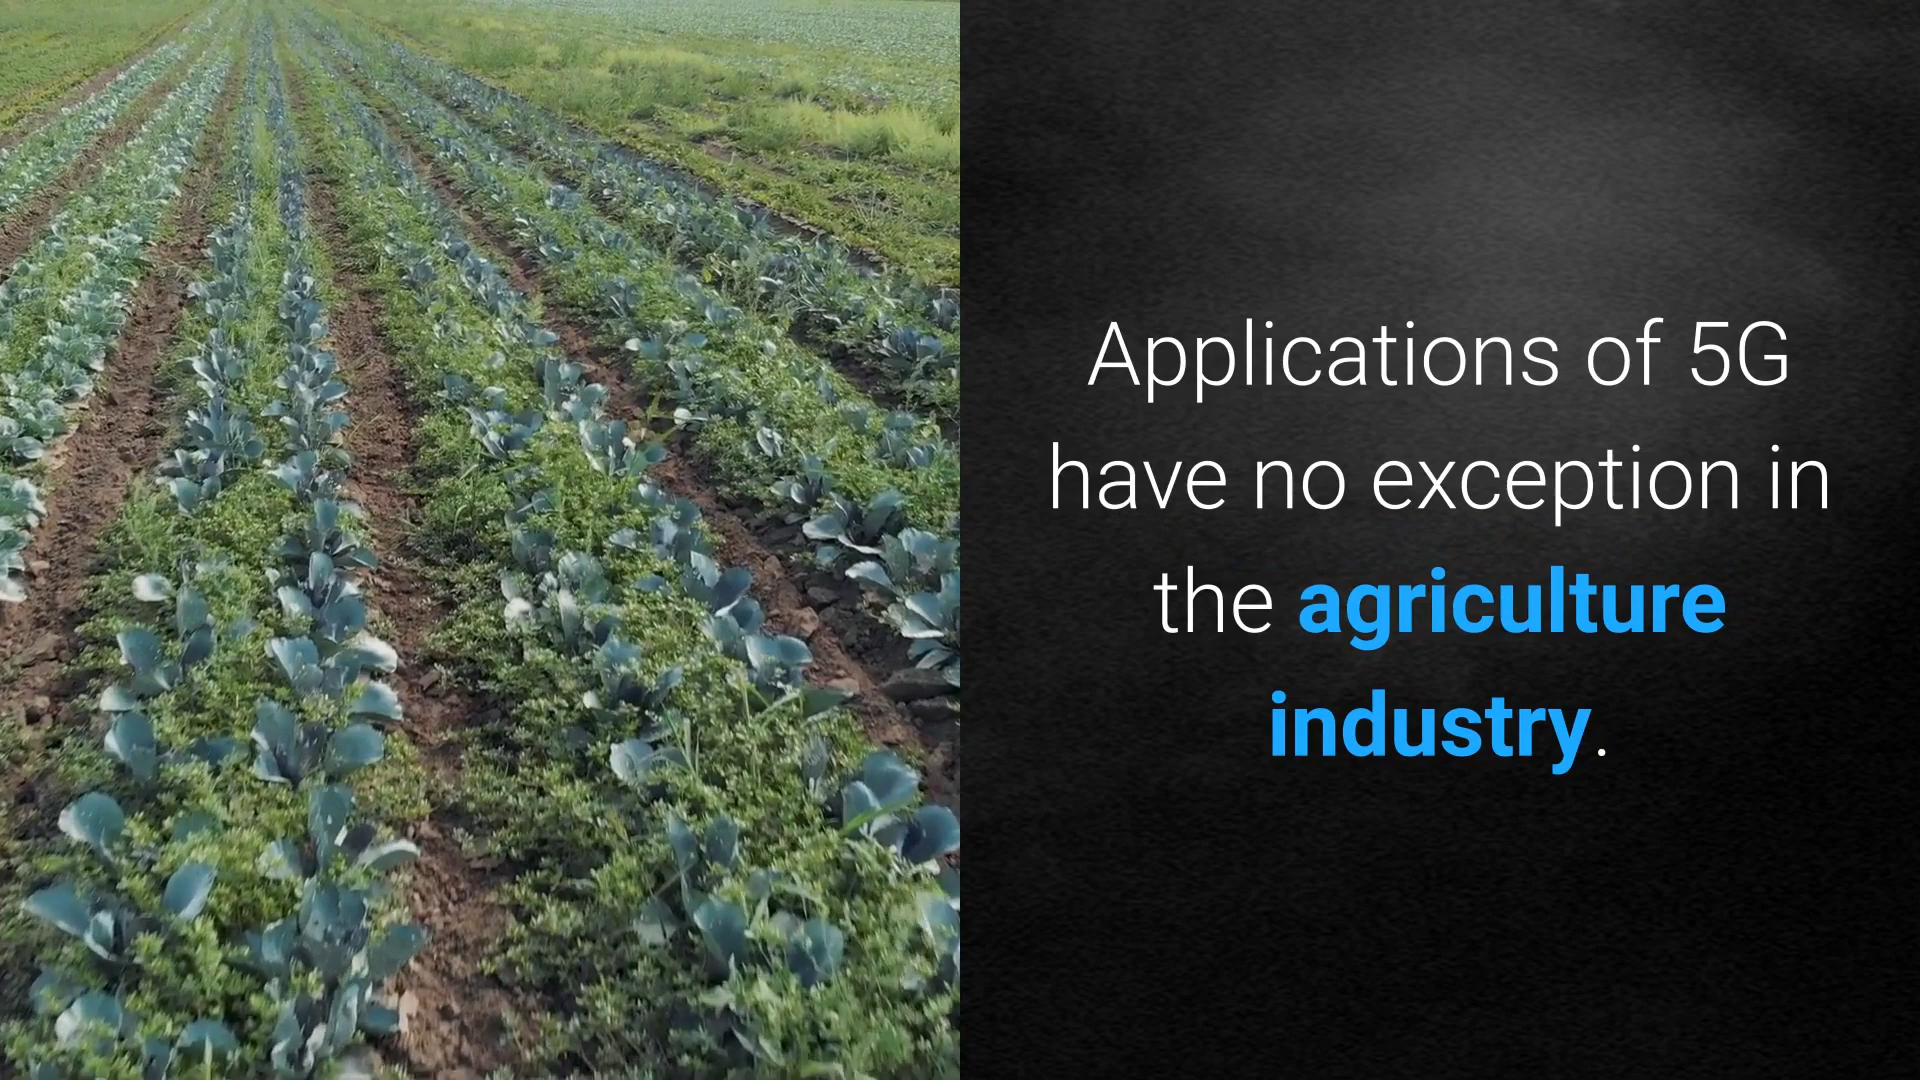 Applications of 5G
have no exception in
the agriculture
industry.